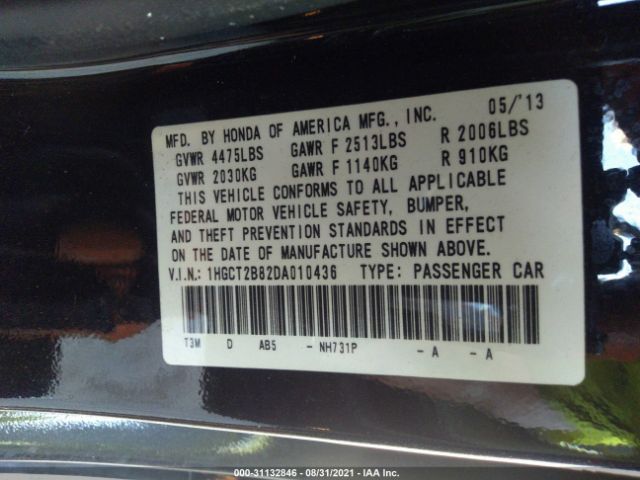 MFD. BY HONDA OF AMERICA MFG., INC. 05/'13
GVWR 4475LBS GAWR F 2513LBS R 2006LBS
GVWR 2030KG GAWR F 1140KG R 910KG
THIS VEHICLE CONFORMS TO ALL APPLICABLE
FEDERAL MOTOR VEHICLE SAFETY, BUMPER,
AND THEFT PREVENTION STANDARDS IN EFFECT
ON THE DATE OF MANUFACTURE SHOWN ABOVE.
V.I.N.: 1HGCT2B82DA010436 TYPE: PASSENGER CAR
T3M D AB5 - NH731P - A - A
000-31132846 - 08/31/2021 - IAA Inc.